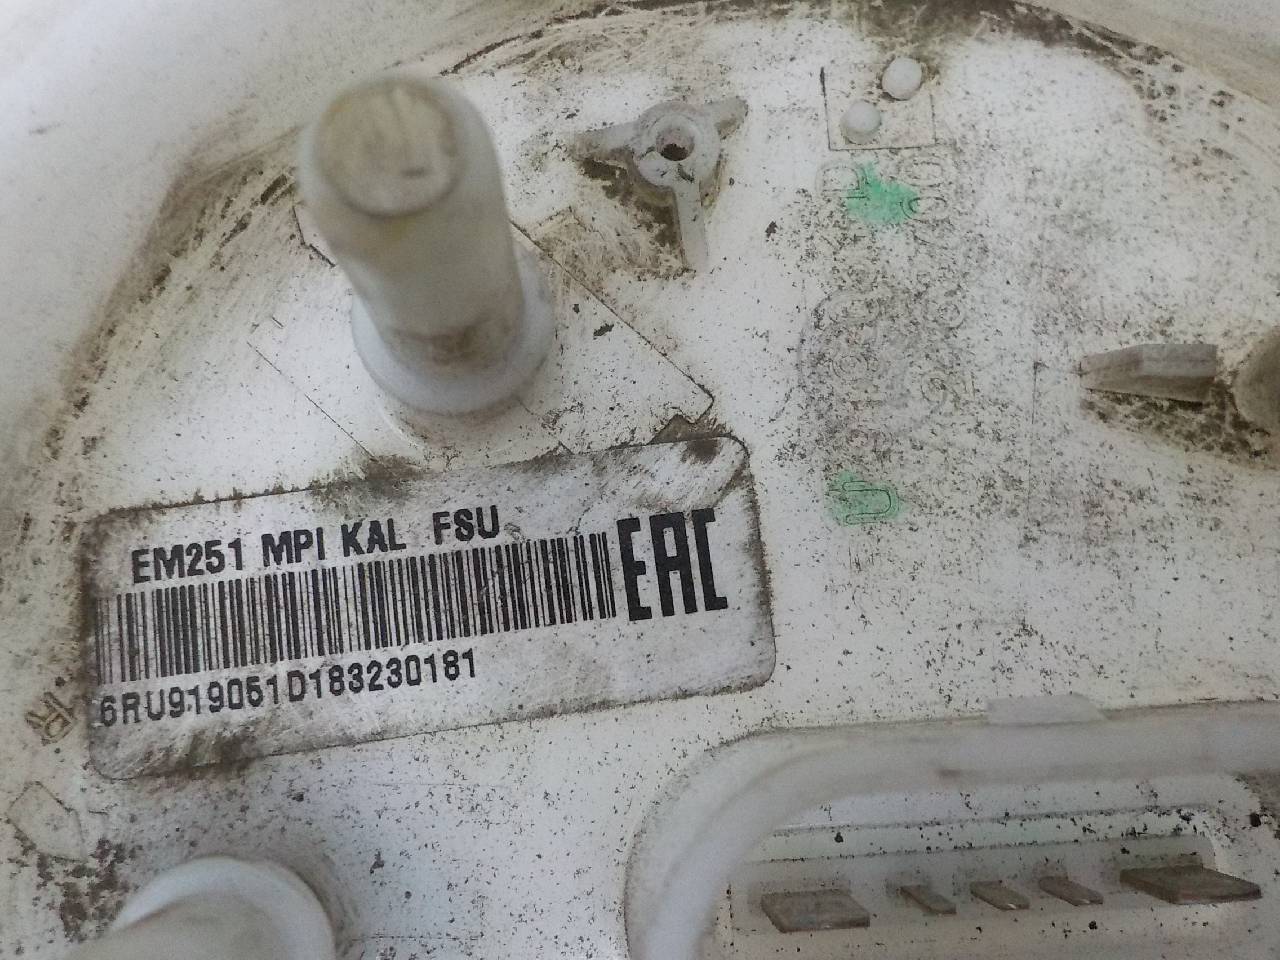 EM251 MPI KAL FSU
EAC
6RU919051D183230181